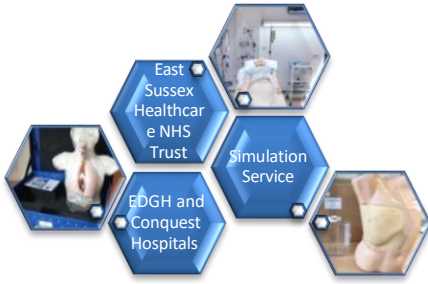 East
Sussex
Healthcar
e NHS
Trust
Simulation
Service
EDGH and
Conquest
Hospitals